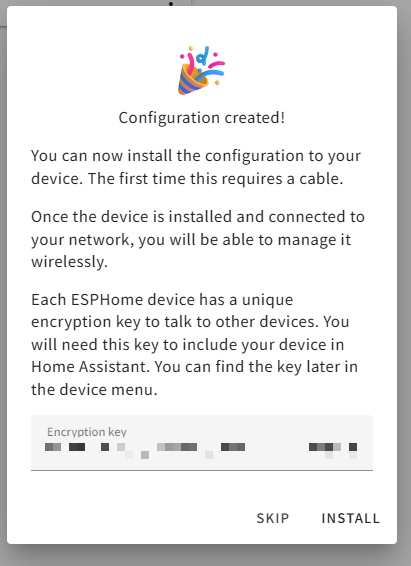 Configuration created!
You can now install the configuration to your
device. The first time this requires a cable.
Once the device is installed and connected to
your network, you will be able to manage it
wirelessly.
Each ESPHome device has a unique
encryption key to talk to other devices. You
will need this key to include your device in
Home Assistant. You can find the key later in
the device menu.
Encryption key
SKIP INSTALL